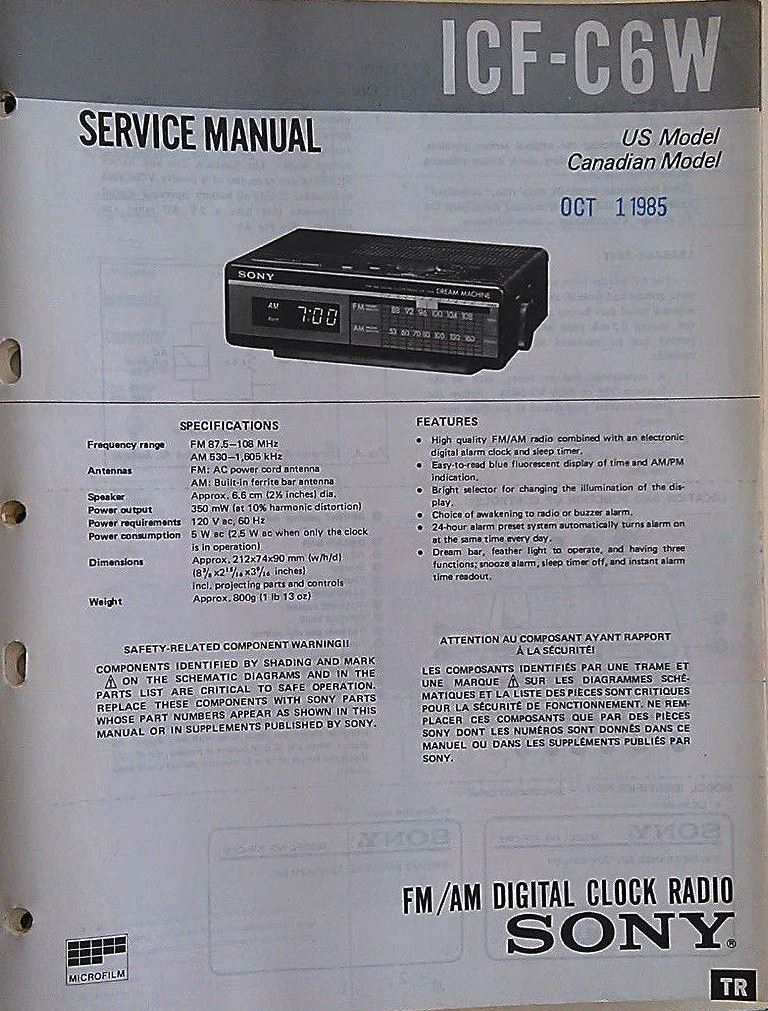 ICF-C6W
SERVICE MANUAL
US Model
Canadian Model
OCT 1 1985
SONY
DREAM MACHINE
AM
7:00
FM
88 92 96 100 104 108
AM
53 60 70 80 100 130 160
SPECIFICATIONS
Frequency range FM 87.5–108 MHz
AM 530–1,605 kHz
Antennas FM: AC power cord antenna
AM: Built-in ferrite bar antenna
Speaker Approx. 6.6 cm (2⅝ inches) dia.
Power output 350 mW (at 10% harmonic distortion)
Power requirements 120 V ac, 60 Hz
Power consumption 5 W ac (2.5 W ac when only the clock
is in operation)
Dimensions Approx. 212x74x90 mm (w/h/d)
inches)
Incl. projecting parts and controls
Weight Approx. 800g (1 lb 13 oz)
FEATURES
• High quality FM/AM radio combined with an electronic
digital alarm clock and sleep timer.
• Easy-to-read blue fluorescent display of time and AM/PM
indication.
• Bright selector for changing the illumination of the dis-
play.
• Choice of awakening to radio or buzzer alarm.
• 24-hour alarm preset system automatically turns alarm on
at the same time every day.
• Dream bar, feather light to operate, and having three
functions; snooze alarm, sleep timer off, and instant alarm
time readout.
SAFETY-RELATED COMPONENT WARNING!!
COMPONENTS IDENTIFIED BY SHADING AND MARK
⚠ ON THE SCHEMATIC DIAGRAMS AND IN THE
PARTS LIST ARE CRITICAL TO SAFE OPERATION.
REPLACE THESE COMPONENTS WITH SONY PARTS
WHOSE PART NUMBERS APPEAR AS SHOWN IN THIS
MANUAL OR IN SUPPLEMENTS PUBLISHED BY SONY.
ATTENTION AU COMPOSANT AYANT RAPPORT
À LA SÉCURITÉ!
LES COMPOSANTS IDENTIFIÉS PAR UNE TRAME ET
UNE MARQUE ⚠ SUR LES DIAGRAMMES SCHÉ-
MATIQUES ET LA LISTE DES PIÈCES SONT CRITIQUES
POUR LA SÉCURITÉ DE FONCTIONNEMENT. NE REM-
PLACER CES COMPOSANTS QUE PAR DES PIÈCES
SONY DONT LES NUMÉROS SONT DONNÉS DANS CE
MANUEL OU DANS LES SUPPLÉMENTS PUBLIÉS PAR
SONY.
FM/AM DIGITAL CLOCK RADIO
SONY®
MICROFILM
TR